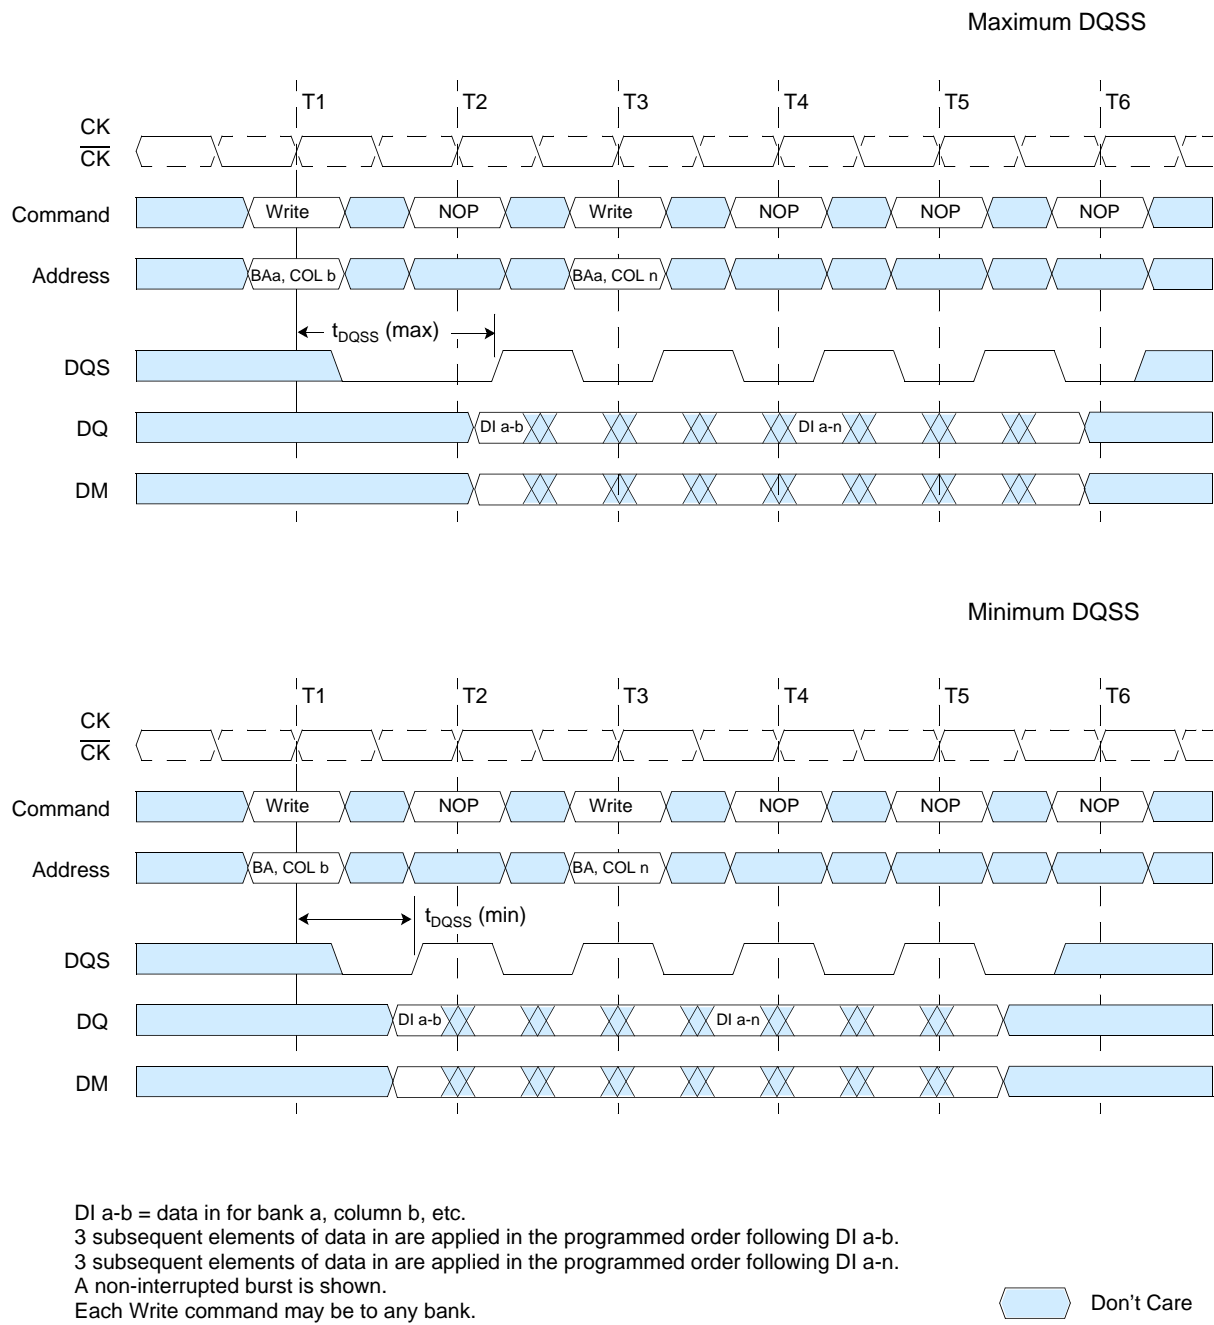 Maximum DQSS
T1 T2 T3 T4 T5 T6
CK
CK
Command Write NOP Write NOP NOP NOP
Address BAa, COL b BAa, COL n
tDQSS (max)
DQS
DQ DI a-b DI a-n
DM
Minimum DQSS
T1 T2 T3 T4 T5 T6
CK
CK
Command Write NOP Write NOP NOP NOP
Address BA, COL b BA, COL n
tDQSS (min)
DQS
DQ DI a-b DI a-n
DM
DI a-b = data in for bank a, column b, etc.
3 subsequent elements of data in are applied in the programmed order following DI a-b.
3 subsequent elements of data in are applied in the programmed order following DI a-n.
A non-interrupted burst is shown.
Each Write command may be to any bank.
Don't Care